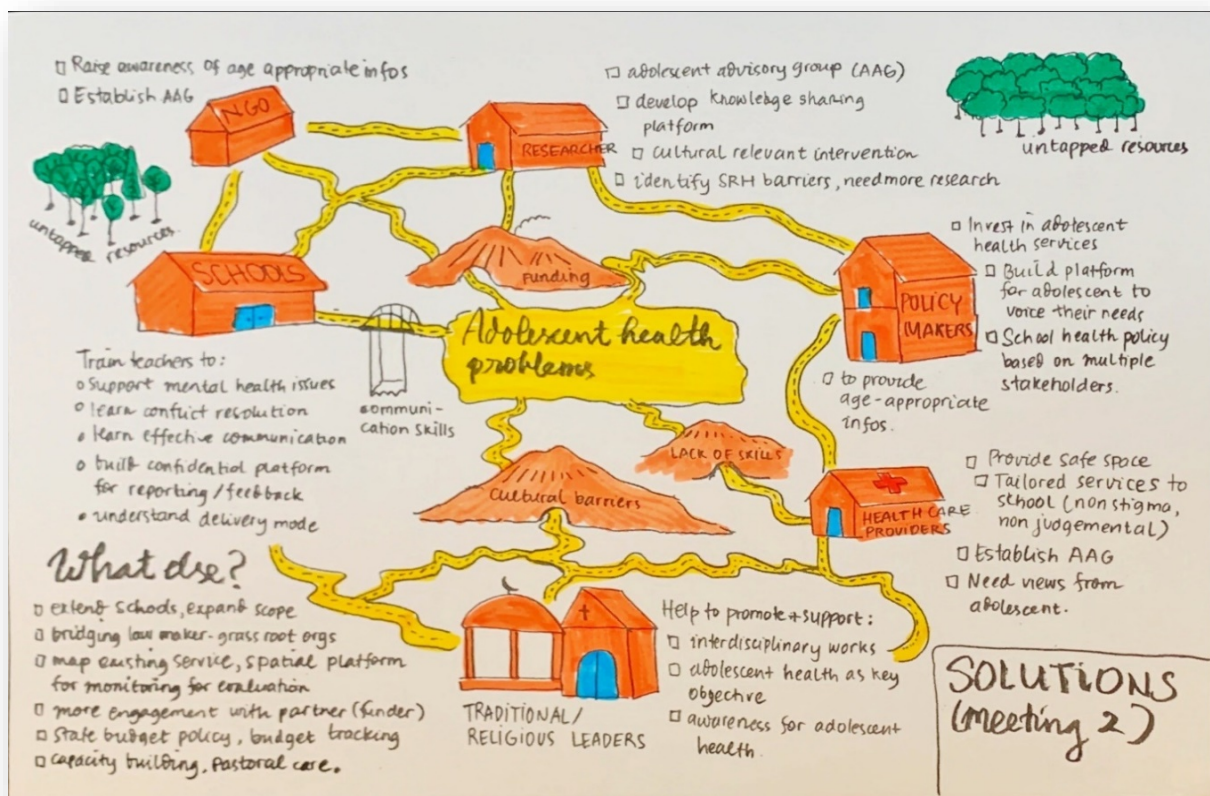 Raise awareness of age appropriate infos
Establish AAG
NGO
RESEARCHER
adolescent advisory group (AAG)
develop knowledge sharing
platform
cultural relevant intervention
identify SRH barriers, need more research
untapped resources
untapped resources
SCHOOLS
Funding
Adolescent health
problems
POLICY
MAKERS
Invest in adolescent
health services
Build platform
for adolescent to
voice their needs
School health policy
based on multiple
stakeholders.
to provide
age-appropriate
infos.
Train teachers to:
Support mental health issues
learn conflict resolution
learn effective communication
built confidential platform
for reporting/feedback
understand delivery mode
communi-
cation skills
LACK OF SKILLS
Cultural barriers
HEALTH CARE
PROVIDERS
Provide safe space
Tailored services to
school (non stigma,
non judgemental)
Establish AAG
Need views from
adolescent.
What else?
extend schools, expand scope
bridging law maker-grass root orgs
map existing service, spatial platform
for monitoring for evaluation
more engagement with partner (funder)
State budget policy, budget tracking
capacity building, pastoral care.
TRADITIONAL/
RELIGIOUS LEADERS
Help to promote + support:
interdisciplinary works
adolescent health as key
objective
awareness for adolescent
health.
SOLUTIONS
(meeting 2)